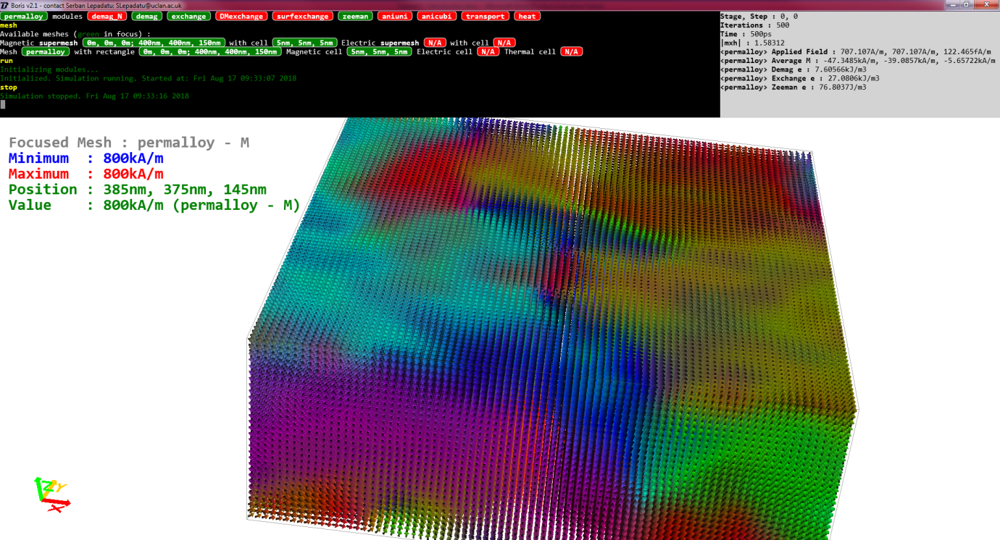 Boris v2.1 - contact Serban Lepadatu: SLepadatu@uclan.ac.uk
permalloy modules demag_N demag exchange DMexchange surfexchange zeeman aniuni anicubi transport heat
mesh
Available meshes (green in focus) :
Magnetic supermesh 0m, 0m, 0m; 400nm, 400nm, 150nm with cell 5nm, 5nm, 5nm Electric supermesh N/A with cell N/A
Mesh permalloy with rectangle 0m, 0m, 0m; 400nm, 400nm, 150nm Magnetic cell 5nm, 5nm, 5nm Electric cell N/A Thermal cell N/A
run
Initializing modules...
Initialized. Simulation running. Started at: Fri Aug 17 09:33:07 2018
stop
Simulation stopped. Fri Aug 17 09:33:16 2018
Stage, Step : 0, 0
Iterations : 500
Time : 500ps
|mxh| : 1.58312
<permalloy> Applied Field : 707.107A/m, 707.107A/m, 122.465fA/m
<permalloy> Average M : -47.3485kA/m, -39.0857kA/m, -5.65722kA/m
<permalloy> Demag e : 7.60566kJ/m3
<permalloy> Exchange e : 27.0806kJ/m3
<permalloy> Zeeman e : 76.8037J/m3
Focused Mesh : permalloy - M
Minimum : 800kA/m
Maximum : 800kA/m
Position : 385nm, 375nm, 145nm
Value : 800kA/m (permalloy - M)
Z
Y
X